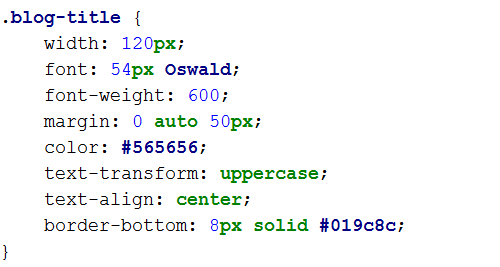 .blog-title {
    width: 120px;
    font: 54px Oswald;
    font-weight: 600;
    margin: 0 auto 50px;
    color: #565656;
    text-transform: uppercase;
    text-align: center;
    border-bottom: 8px solid #019c8c;
}